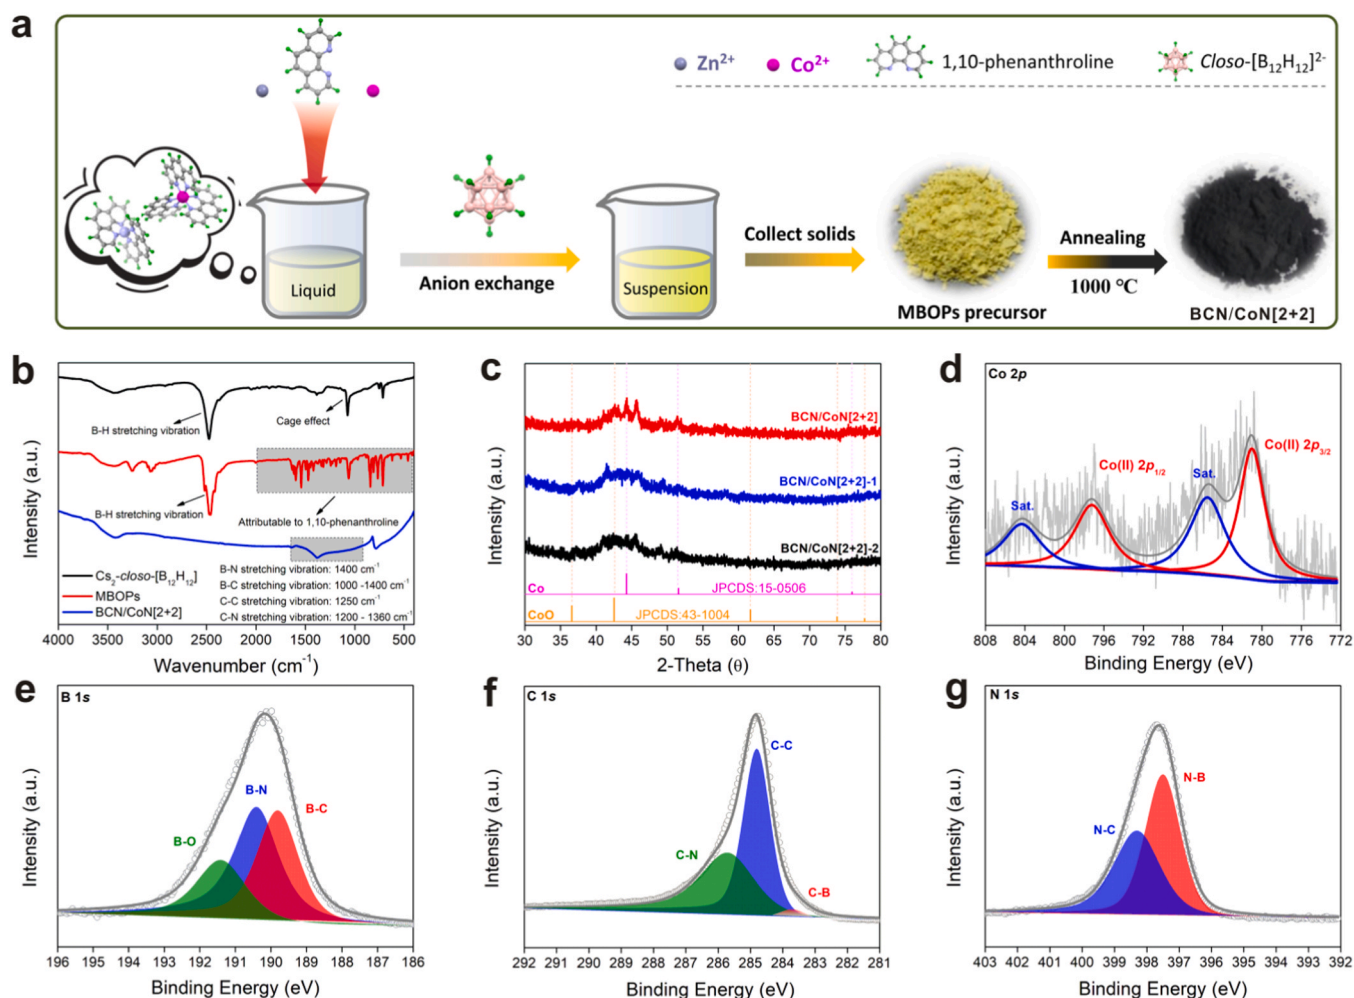 a
Zn²⁺
Co²⁺
1,10-phenanthroline
Closo-[B₁₂H₁₂]²⁻
Liquid
Anion exchange
Suspension
Collect solids
MBOPs precursor
Annealing
1000 °C
BCN/CoN[2+2]
b
Intensity (a.u.)
B-H stretching vibration
Cage effect
B-H stretching vibration
Attributable to 1,10-phenanthroline
Cs₂-closo-[B₁₂H₁₂]
MBOPs
BCN/CoN[2+2]
B-N stretching vibration: 1400 cm⁻¹
B-C stretching vibration: 1000 -1400 cm⁻¹
C-C stretching vibration: 1250 cm⁻¹
C-N stretching vibration: 1200 - 1360 cm⁻¹
4000 3500 3000 2500 2000 1500 1000 500
Wavenumber (cm⁻¹)
c
Intensity (a.u.)
BCN/CoN[2+2]
BCN/CoN[2+2]-1
BCN/CoN[2+2]-2
Co
JPCDS:15-0506
CoO
JPCDS:43-1004
30 35 40 45 50 55 60 65 70 75 80
2-Theta (θ)
d
Co 2p
Intensity (a.u.)
Sat.
Co(II) 2p₁/₂
Sat.
Co(II) 2p₃/₂
808 804 800 796 792 788 784 780 776 772
Binding Energy (eV)
e
B 1s
Intensity (a.u.)
B-O
B-N
B-C
196 195 194 193 192 191 190 189 188 187 186
Binding Energy (eV)
f
C 1s
Intensity (a.u.)
C-N
C-C
C-B
292 291 290 289 288 287 286 285 284 283 282 281
Binding Energy (eV)
g
N 1s
Intensity (a.u.)
N-C
N-B
403 402 401 400 399 398 397 396 395 394 393 392
Binding Energy (eV)